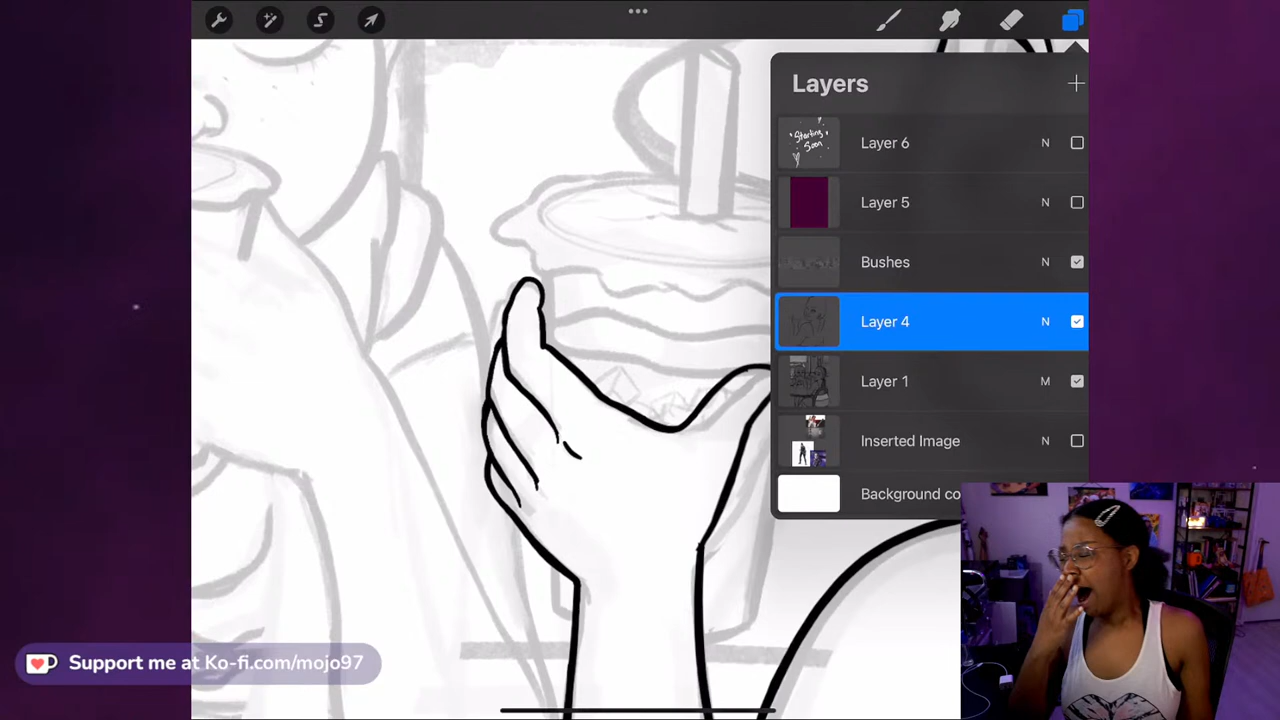 Layers
Starting
Soon
Layer 6
N
Layer 5
N
Bushes
N
Layer 4
N
Layer 1
M
Inserted Image
N
Background co
Support me at Ko-fi.com/mojo97